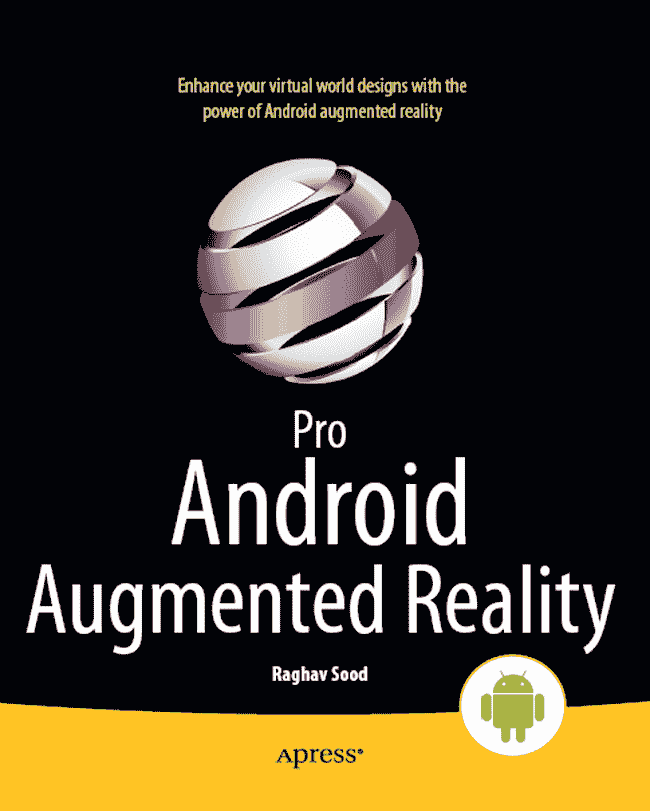 Enhance your virtual world designs with the
power of Android augmented reality
Pro
Android
Augmented Reality
Raghav Sood
Apress®